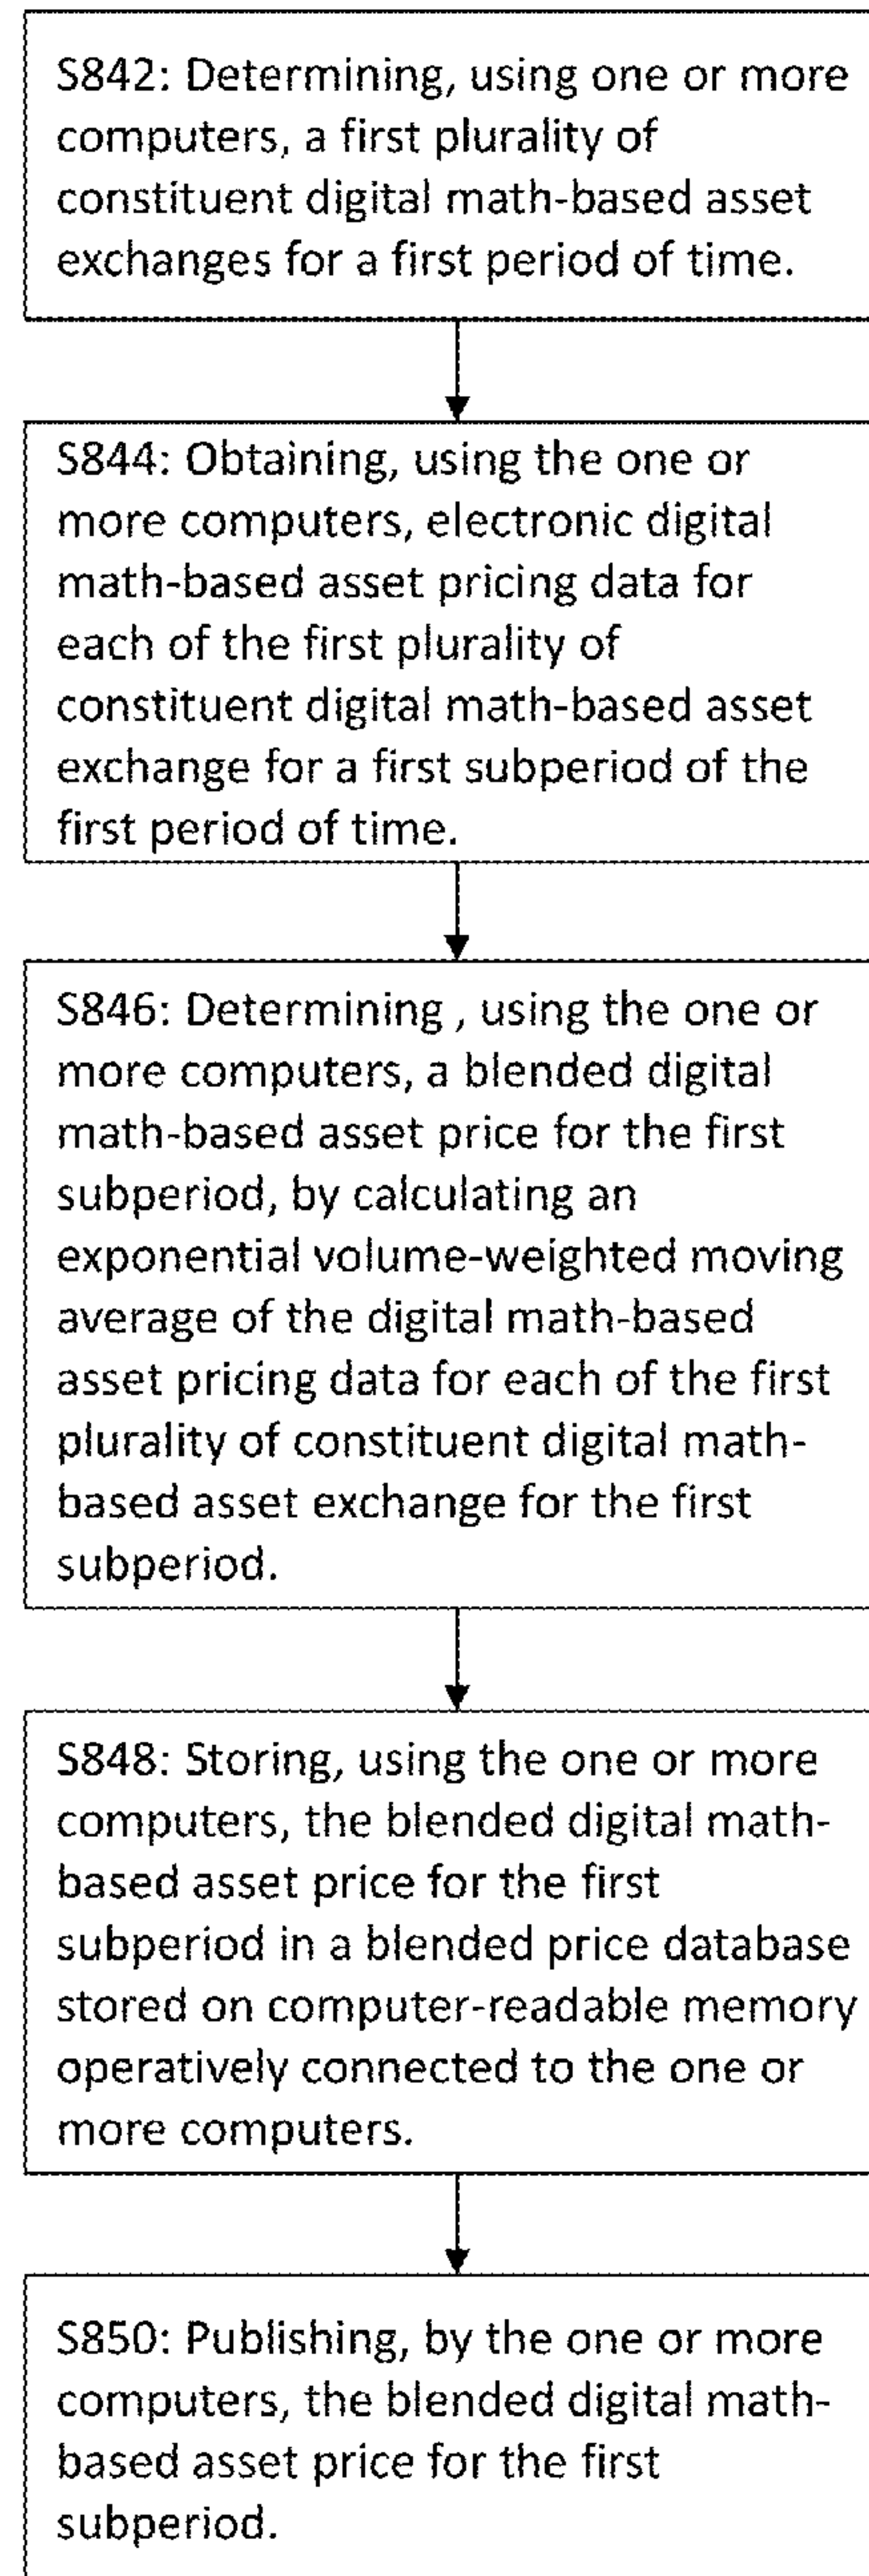 S842: Determining, using one or more
computers, a first plurality of
constituent digital math-based asset
exchanges for a first period of time.
S844: Obtaining, using the one or
more computers, electronic digital
math-based asset pricing data for
each of the first plurality of
constituent digital math-based asset
exchange for a first subperiod of the
first period of time.
S846: Determining , using the one or
more computers, a blended digital
math-based asset price for the first
subperiod, by calculating an
exponential volume-weighted moving
average of the digital math-based
asset pricing data for each of the first
plurality of constituent digital math-
based asset exchange for the first
subperiod.
S848: Storing, using the one or more
computers, the blended digital math-
based asset price for the first
subperiod in a blended price database
stored on computer-readable memory
operatively connected to the one or
more computers.
S850: Publishing, by the one or more
computers, the blended digital math-
based asset price for the first
subperiod.